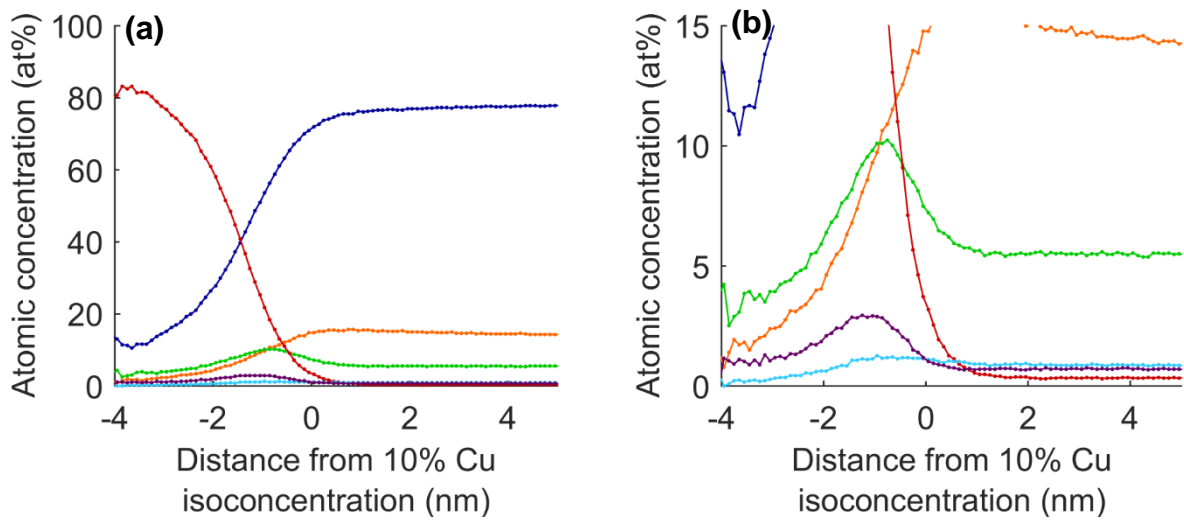 (a)
Atomic concentration (at%)
100
80
60
40
20
0
-4 -2 0 2 4
Distance from 10% Cu
isoconcentration (nm)
(b)
Atomic concentration (at%)
15
10
5
0
-4 -2 0 2 4
Distance from 10% Cu
isoconcentration (nm)